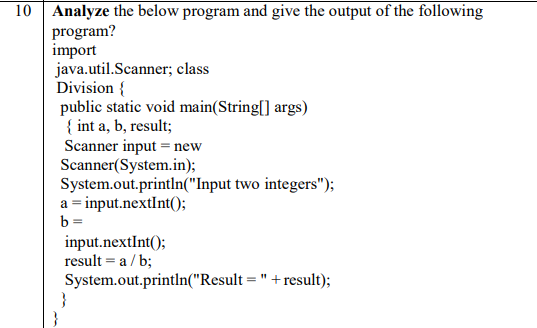 10 Analyze the below program and give the output of the following
program?
import
java.util.Scanner; class
Division {
public static void main(String[] args)
{ int a, b, result;
Scanner input = new
Scanner(System.in);
System.out.println("Input two integers");
a = input.nextInt();
b =
input.nextInt();
result = a / b;
System.out.println("Result = " + result);
}
}